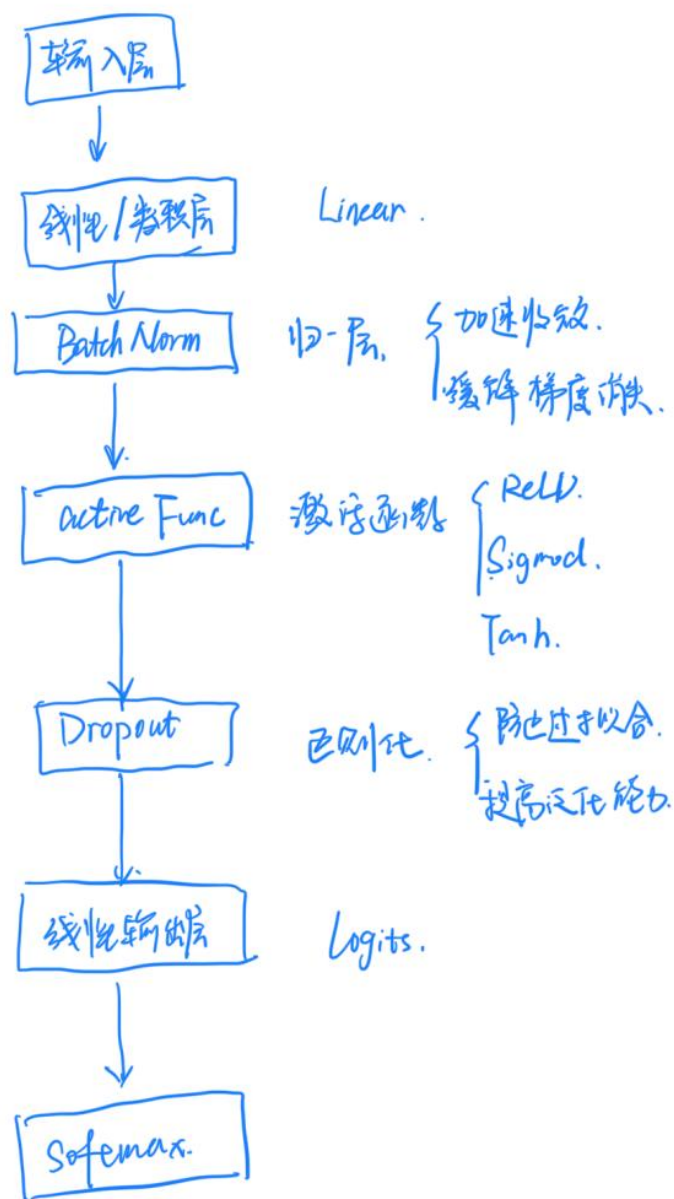 输入层
线性/卷积层 Linear.
Batch Norm 归一层, 加速收敛.
缓解梯度消失.
active Func 激活函数 ReLU.
Sigmod.
Tanh.
Dropout 正则化. 防止过拟合.
提高泛化能力.
线性输出层 Logits.
Sofemax.